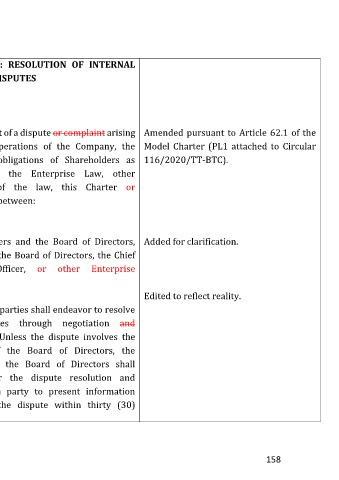 : RESOLUTION OF INTERNAL
ISPUTES
t of a dispute or complaint arising
perations of the Company, the
obligations of Shareholders as
the Enterprise Law, other
of the law, this Charter or
between:
ers and the Board of Directors,
the Board of Directors, the Chief
Officer, or other Enterprise
parties shall endeavor to resolve
es through negotiation and
Unless the dispute involves the
f the Board of Directors, the
the Board of Directors shall
r the dispute resolution and
party to present information
the dispute within thirty (30)
Amended pursuant to Article 62.1 of the
Model Charter (PL1 attached to Circular
116/2020/TT-BTC).
Added for clarification.
Edited to reflect reality.
158